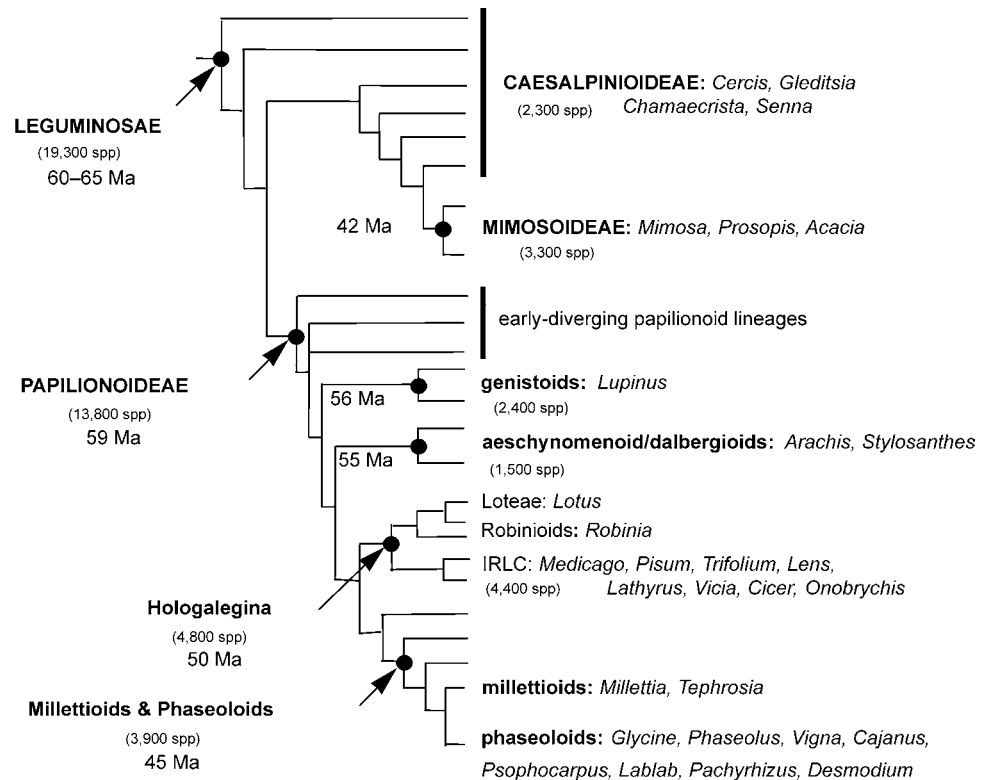 CAESALPINIOIDEAE: Cercis, Gleditsia
(2,300 spp) Chamaecrista, Senna
LEGUMINOSAE
(19,300 spp)
60–65 Ma
42 Ma
MIMOSOIDEAE: Mimosa, Prosopis, Acacia
(3,300 spp)
early-diverging papilionoid lineages
PAPILIONOIDEAE
(13,800 spp)
59 Ma
56 Ma
genistoids: Lupinus
(2,400 spp)
55 Ma
aeschynomenoid/dalbergioids: Arachis, Stylosanthes
(1,500 spp)
Loteae: Lotus
Robinioids: Robinia
IRLC: Medicago, Pisum, Trifolium, Lens,
(4,400 spp) Lathyrus, Vicia, Cicer, Onobrychis
Hologalegina
(4,800 spp)
50 Ma
Millettioids & Phaseoloids
(3,900 spp)
45 Ma
millettioids: Millettia, Tephrosia
phaseoloids: Glycine, Phaseolus, Vigna, Cajanus,
Psophocarpus, Lablab, Pachyrhizus, Desmodium